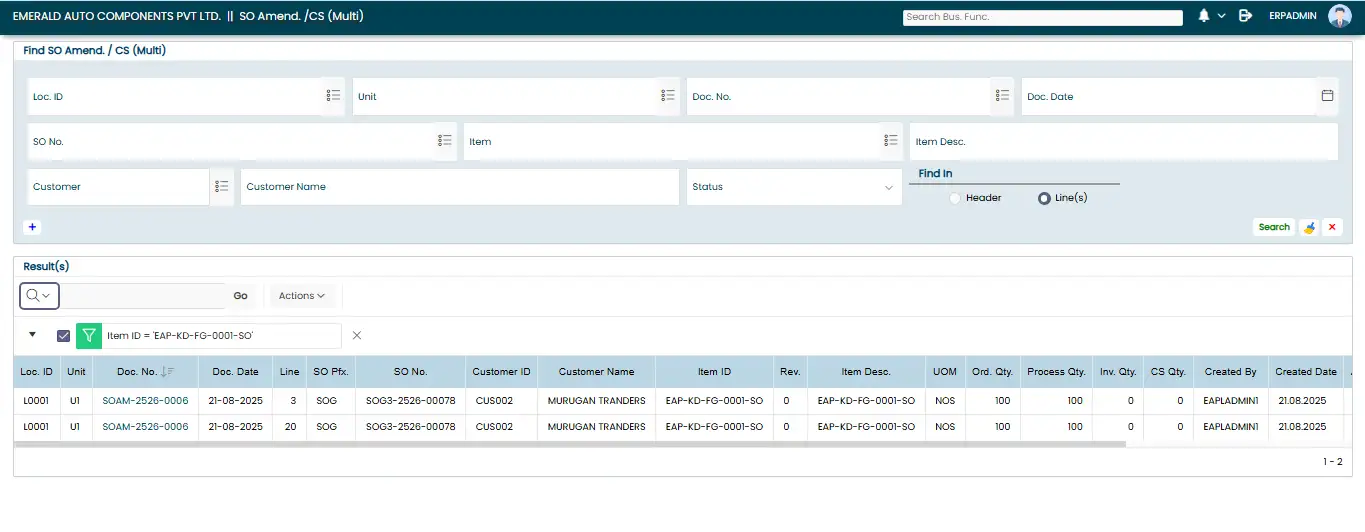 EMERALD AUTO COMPONENTS PVT LTD. || SO Amend. /CS (Multi) Search Bus. Func. ERPADMIN
Find SO Amend. / CS (Multi)
Loc. ID Unit Doc. No. Doc. Date
SO No. Item Item Desc.
Customer Customer Name Status Find In
Header Line(s)
+ Search ×
Result(s)
Go Actions
Item ID = 'EAP-KD-FG-0001-SO'
Loc. ID Unit Doc. No. Doc. Date Line SO Pfx. SO No. Customer ID Customer Name Item ID Rev. Item Desc. UOM Ord. Qty. Process Qty. Inv. Qty. CS Qty. Created By Created Date
L0001 U1 SOAM-2526-0006 21-08-2025 3 SOG SOG3-2526-00078 CUS002 MURUGAN TRANDERS EAP-KD-FG-0001-SO 0 EAP-KD-FG-0001-SO NOS 100 100 0 0 EAPLADMIN1 21.08.2025
L0001 U1 SOAM-2526-0006 21-08-2025 20 SOG SOG3-2526-00078 CUS002 MURUGAN TRANDERS EAP-KD-FG-0001-SO 0 EAP-KD-FG-0001-SO NOS 100 100 0 0 EAPLADMIN1 21.08.2025
1 - 2